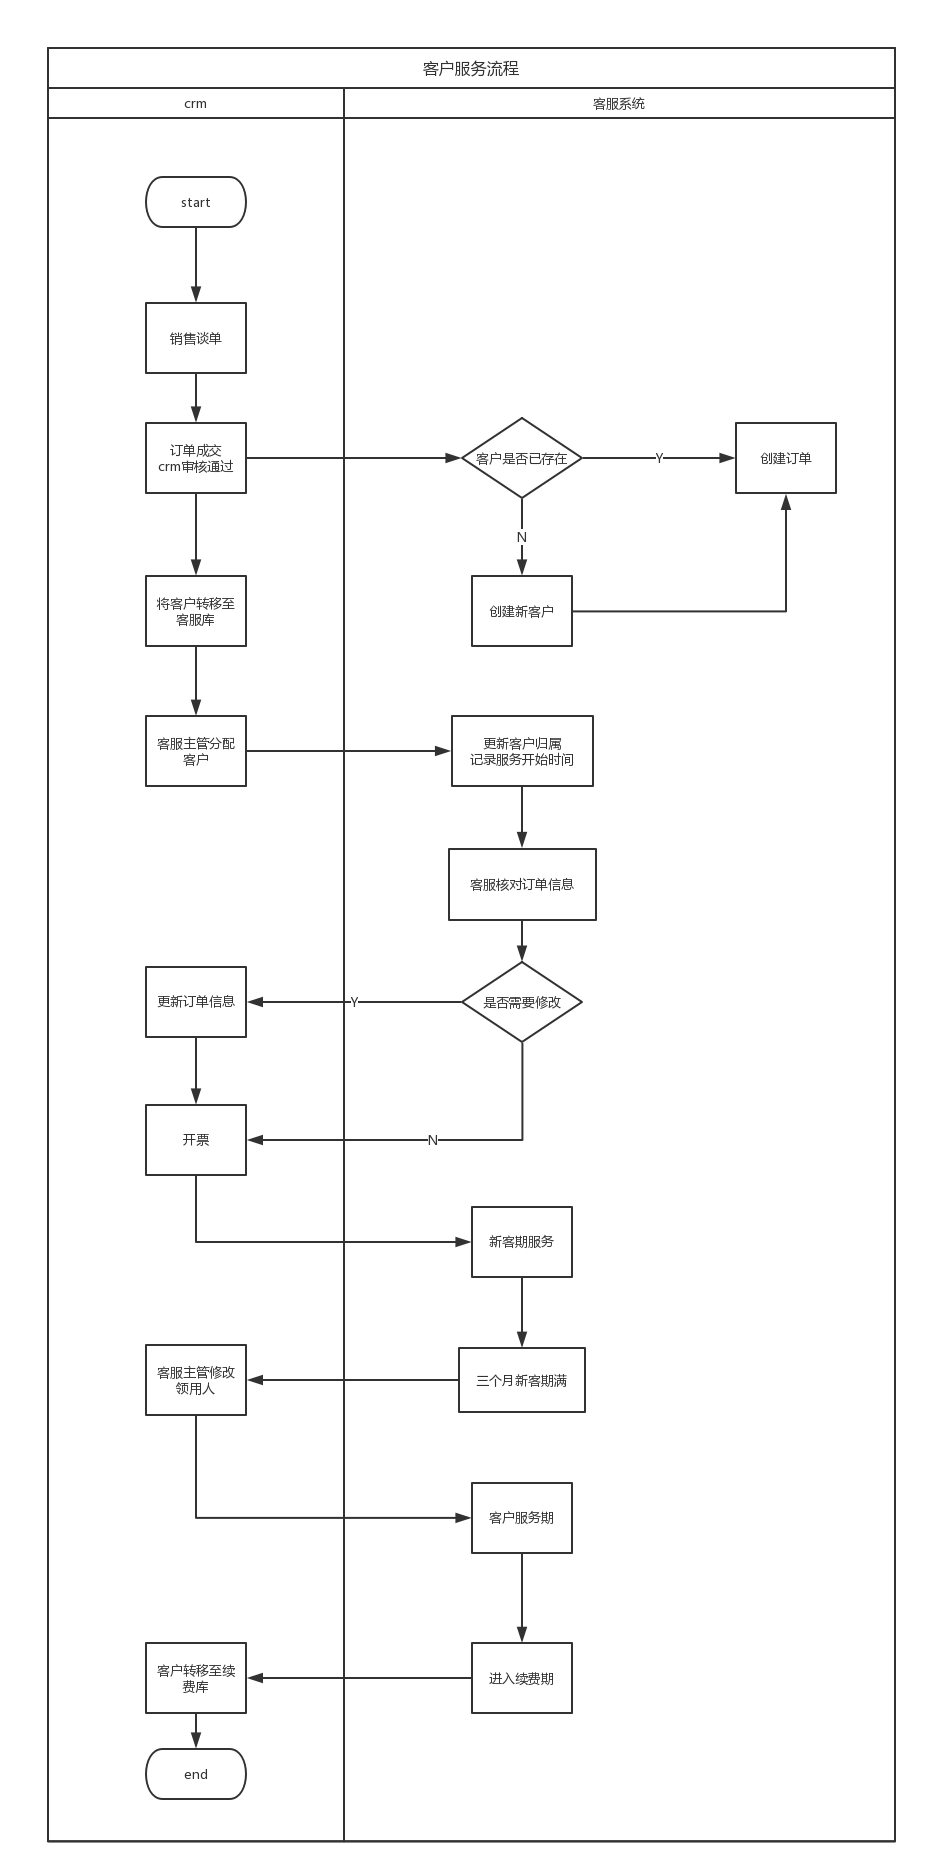 客户服务流程
crm
客服系统
start
销售谈单
订单成交
crm审核通过
客户是否已存在
Y
创建订单
N
将客户转移至
客服库
创建新客户
客服主管分配
客户
更新客户归属
记录服务开始时间
客服核对订单信息
更新订单信息
Y
是否需要修改
开票
N
新客期服务
客服主管修改
领用人
三个月新客期满
客户服务期
客户转移至续
费库
进入续费期
end